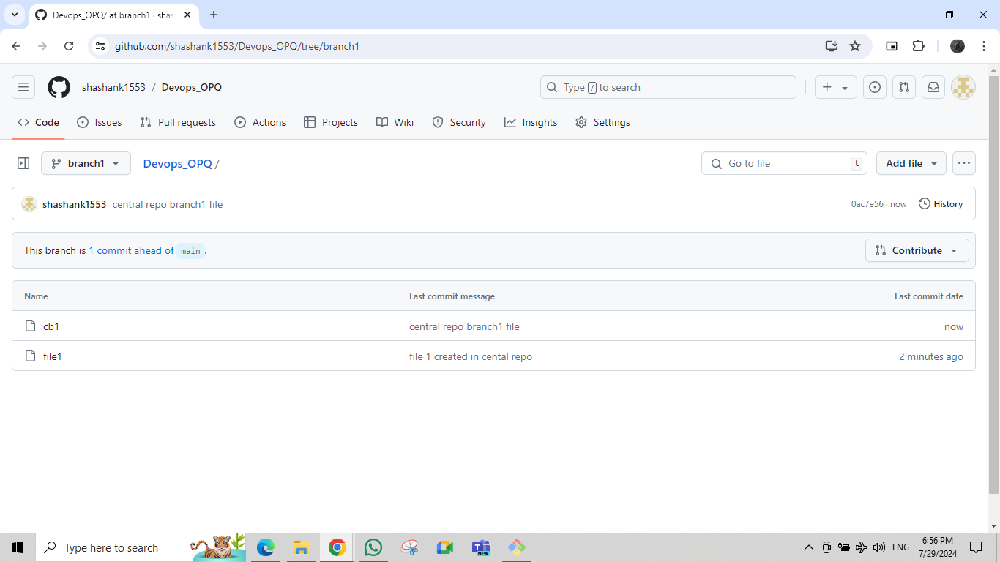 Devops_OPQ/ at branch1 · shas
github.com/shashank1553/Devops_OPQ/tree/branch1
shashank1553 / Devops_OPQ
Type / to search
Code Issues Pull requests Actions Projects Wiki Security Insights Settings
branch1 Devops_OPQ /
Go to file t
Add file
shashank1553 central repo branch1 file 0ac7e56 · now History
This branch is 1 commit ahead of main . Contribute
Name Last commit message Last commit date
cb1 central repo branch1 file now
file1 file 1 created in cental repo 2 minutes ago
Type here to search
NEW
ENG
6:56 PM
7/29/2024